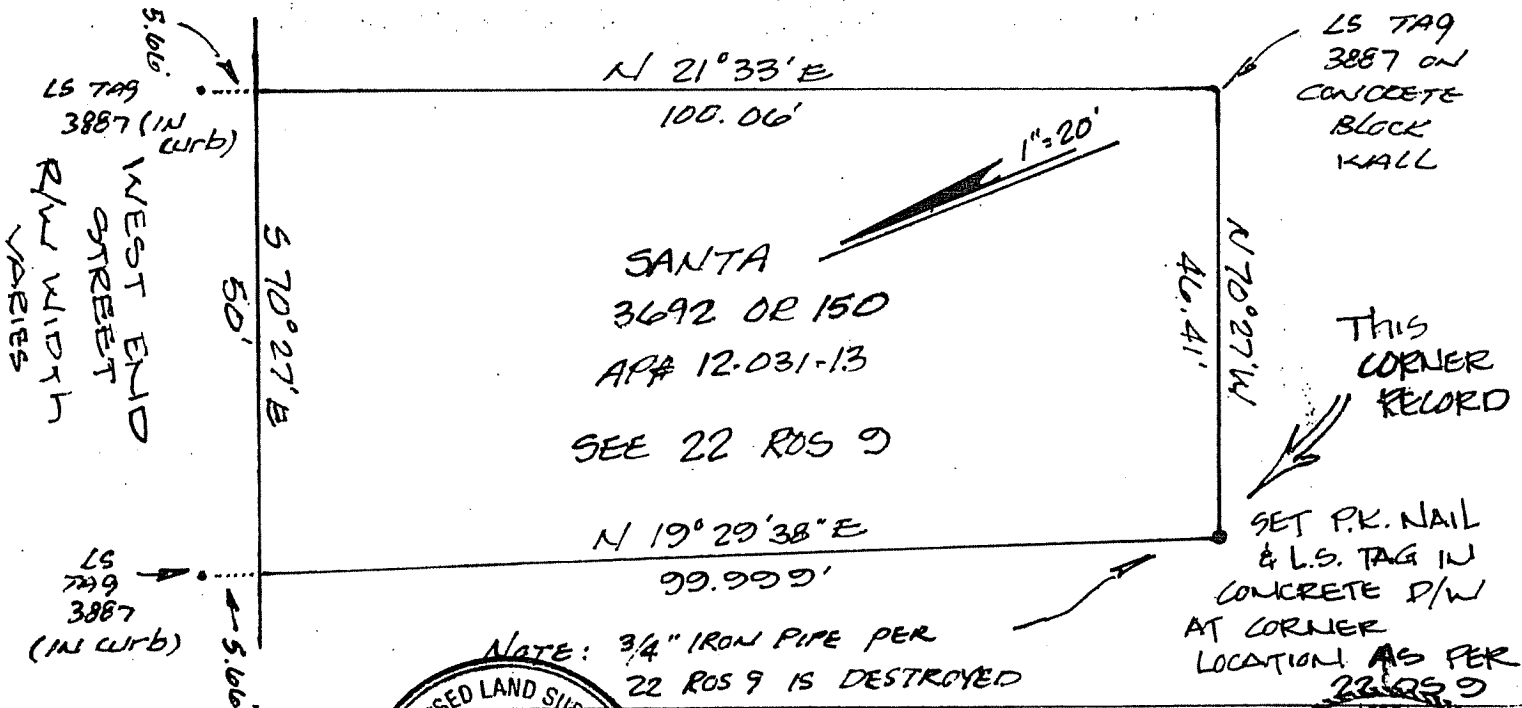 5.66'
LS TAG
3887 (IN
curb)
WEST END
STREET
R/W WIDTH
VARIES
S 70°27'E
50'
N 21°33'E
100.06'
1"=20'
LS TAG
3887 ON
CONCRETE
BLOCK
WALL
SANTA
3692 OR 150
AP# 12-031-13
SEE 22 ROS 9
N 70°27'W
46.41'
THIS
CORNER
RECORD
N 19°29'38"E
99.999'
LS
TAG
3887
(IN curb)
5.66'
NOTE: 3/4" IRON PIPE PER
22 ROS 9 IS DESTROYED
SET P.K. NAIL
& L.S. TAG IN
CONCRETE D/W
AT CORNER
LOCATION AS PER
22 ROS 9
LAND